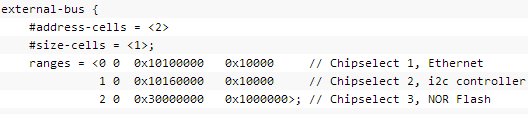 external-bus {
    #address-cells = <2>
    #size-cells = <1>;
    ranges = <0 0  0x10100000   0x10000     // Chipselect 1, Ethernet
              1 0  0x10160000   0x10000     // Chipselect 2, i2c controller
              2 0  0x30000000   0x1000000>; // Chipselect 3, NOR Flash